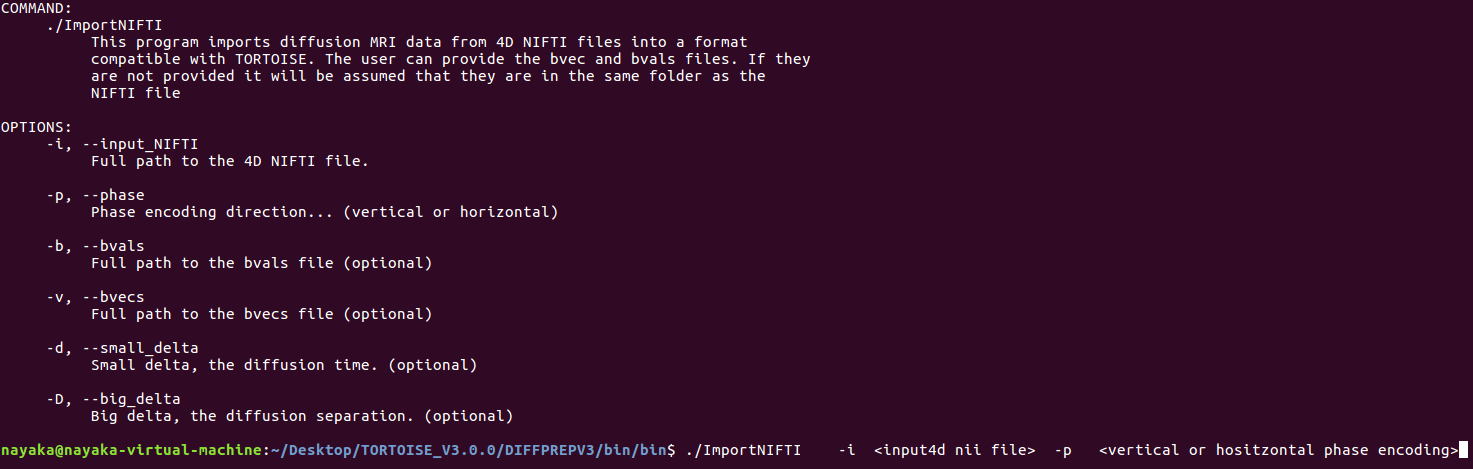 COMMAND:
./ImportNIFTI
This program imports diffusion MRI data from 4D NIFTI files into a format
compatible with TORTOISE. The user can provide the bvec and bvals files. If they
are not provided it will be assumed that they are in the same folder as the
NIFTI file
OPTIONS:
-i, --input_NIFTI
Full path to the 4D NIFTI file.
-p, --phase
Phase encoding direction... (vertical or horizontal)
-b, --bvals
Full path to the bvals file (optional)
-v, --bvecs
Full path to the bvecs file (optional)
-d, --small_delta
Small delta, the diffusion time. (optional)
-D, --big_delta
Big delta, the diffusion separation. (optional)
nayaka@nayaka-virtual-machine:~/Desktop/TORTOISE_V3.0.0/DIFFPREPV3/bin/bin$ ./ImportNIFTI    -i  <input4d nii file>  -p   <vertical or hositzontal phase encoding>